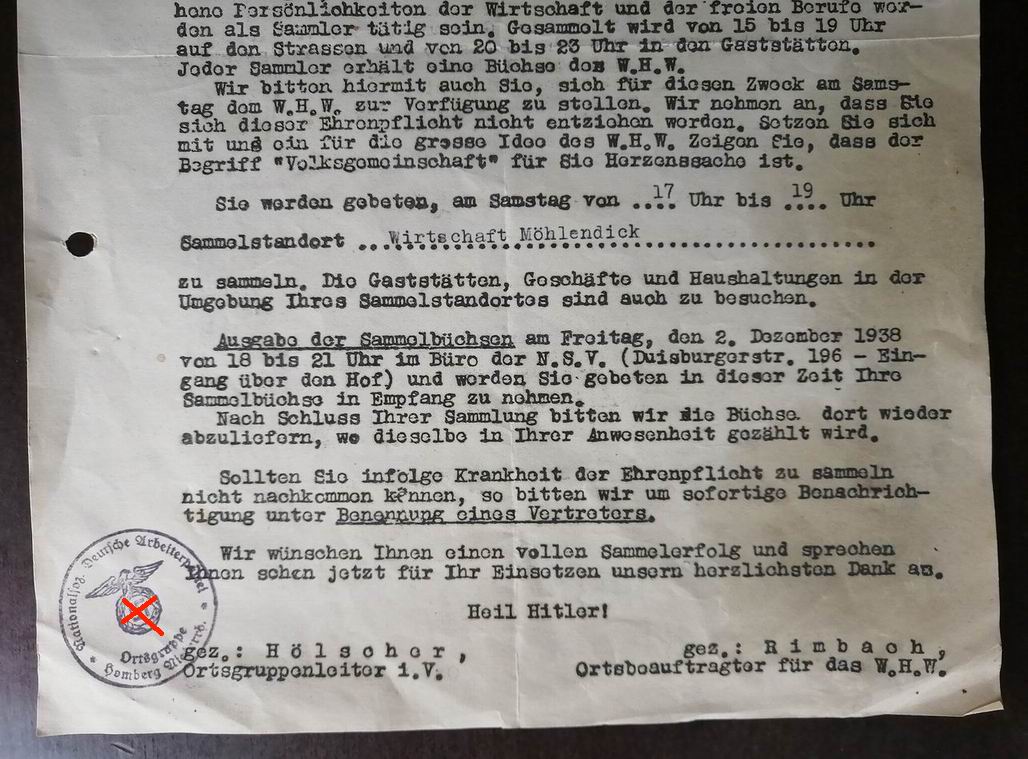 hene Persönlichkeiten der Wirtschaft und der freien Berufe wer-
den als Sammler tätig sein. Gesammelt wird von 15 bis 19 Uhr
auf den Strassen und von 20 bis 23 Uhr in den Gaststätten.
Jeder Sammler erhält eine Büchse des W.H.W.
Wir bitten hiermit auch Sie, sich für diesen Zweck am Sams-
tag dem W.H.W. zur Verfügung zu stellen. Wir nehmen an, dass Sie
sich dieser Ehrenpflicht nicht entziehen werden. Setzen Sie sich
mit und ein für die grosse Idee des W.H.W. Zeigen Sie, dass der
Begriff "Volksgemeinschaft" für Sie Herzenssache ist.
Sie werden gebeten, am Samstag von ..17.. Uhr bis ..19.. Uhr
Sammelstandort ...Wirtschaft Möhlendick.......................
zu sammeln. Die Gaststätten, Geschäfte und Haushaltungen in der
Umgebung Ihres Sammelstandortes sind auch zu besuchen.
Ausgabe der Sammelbüchsen am Freitag, den 2. Dezember 1938
von 18 bis 21 Uhr im Büro der N.S.V. (Duisburgerstr. 196 - Ein-
gang über den Hof) und werden Sie gebeten in dieser Zeit Ihre
Sammelbüchse in Empfang zu nehmen.
Nach Schluss Ihrer Sammlung bitten wir die Büchse dort wieder
abzuliefern, wo dieselbe in Ihrer Anwesenheit gezählt wird.
Sollten Sie infolge Krankheit der Ehrenpflicht zu sammeln
nicht nachkommen können, so bitten wir um sofortige Benachrich-
tigung unter Benennung eines Vertreters.
Wir wünschen Ihnen einen vollen Sammelerfolg und sprechen
Ihnen schon jetzt für Ihr Einsetzen unsern herzlichsten Dank aus.
Heil Hitler!
gez.: Hölscher, gez.: Rimbach,
Ortsgruppenleiter i.V. Ortsbeauftragter für das W.H.W.
Nationalsoz. Deutsche Arbeiterpartei
Ortsgruppe
Homberg Niederrh.